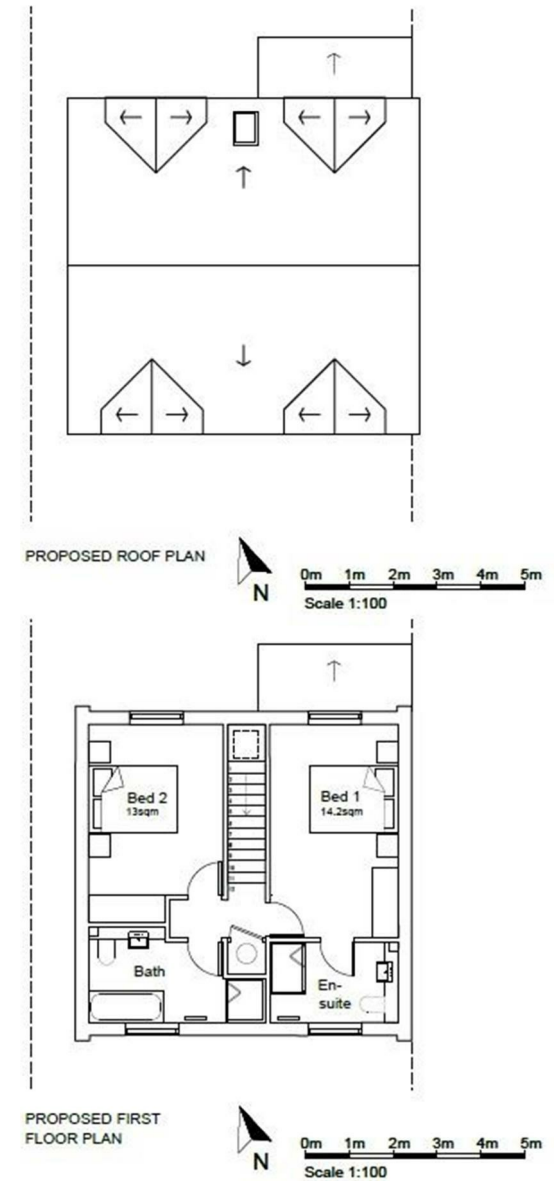 PROPOSED ROOF PLAN
N
0m 1m 2m 3m 4m 5m
Scale 1:100
Bed 2
13sqm
Bed 1
14.2sqm
Bath
En-
suite
PROPOSED FIRST
FLOOR PLAN
N
0m 1m 2m 3m 4m 5m
Scale 1:100